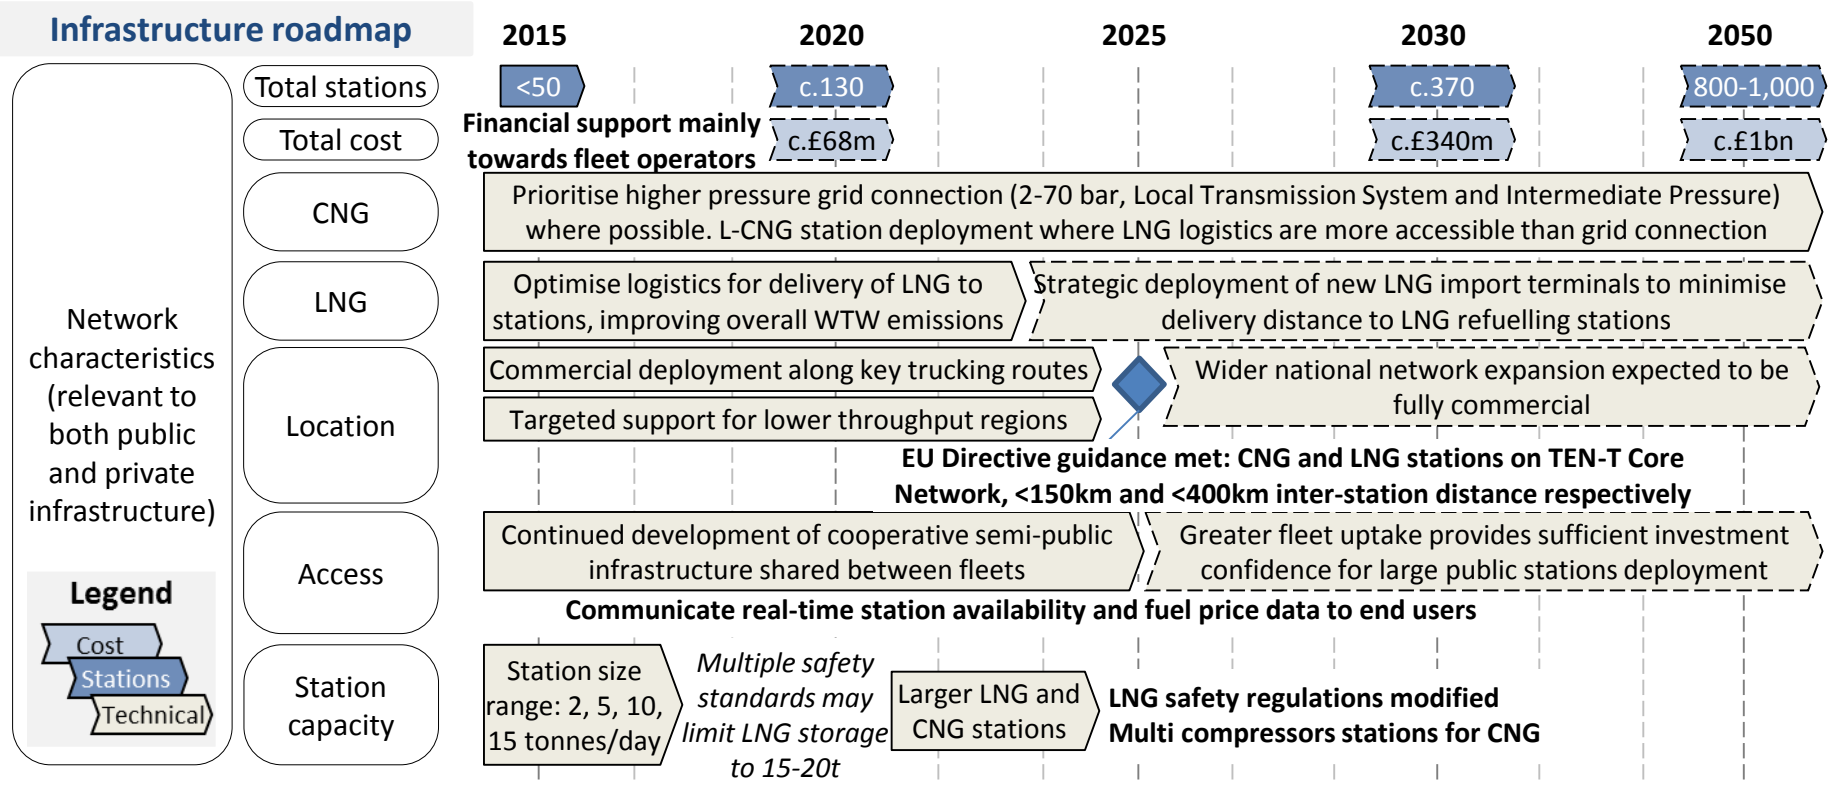 Infrastructure roadmap
2015
2020
2025
2030
2050
Total stations
<50
c.130
c.370
800-1,000
Total cost
Financial support mainly
towards fleet operators
c.£68m
c.£340m
c.£1bn
CNG
Prioritise higher pressure grid connection (2-70 bar, Local Transmission System and Intermediate Pressure)
where possible. L-CNG station deployment where LNG logistics are more accessible than grid connection
LNG
Optimise logistics for delivery of LNG to
stations, improving overall WTW emissions
Strategic deployment of new LNG import terminals to minimise
delivery distance to LNG refuelling stations
Network
characteristics
(relevant to
both public
and private
infrastructure)
Location
Commercial deployment along key trucking routes
Targeted support for lower throughput regions
Wider national network expansion expected to be
fully commercial
EU Directive guidance met: CNG and LNG stations on TEN-T Core
Network, <150km and <400km inter-station distance respectively
Access
Continued development of cooperative semi-public
infrastructure shared between fleets
Greater fleet uptake provides sufficient investment
confidence for large public stations deployment
Communicate real-time station availability and fuel price data to end users
Legend
Cost
Stations
Technical
Station
capacity
Station size
range: 2, 5, 10,
15 tonnes/day
Multiple safety
standards may
limit LNG storage
to 15-20t
Larger LNG and
CNG stations
LNG safety regulations modified
Multi compressors stations for CNG